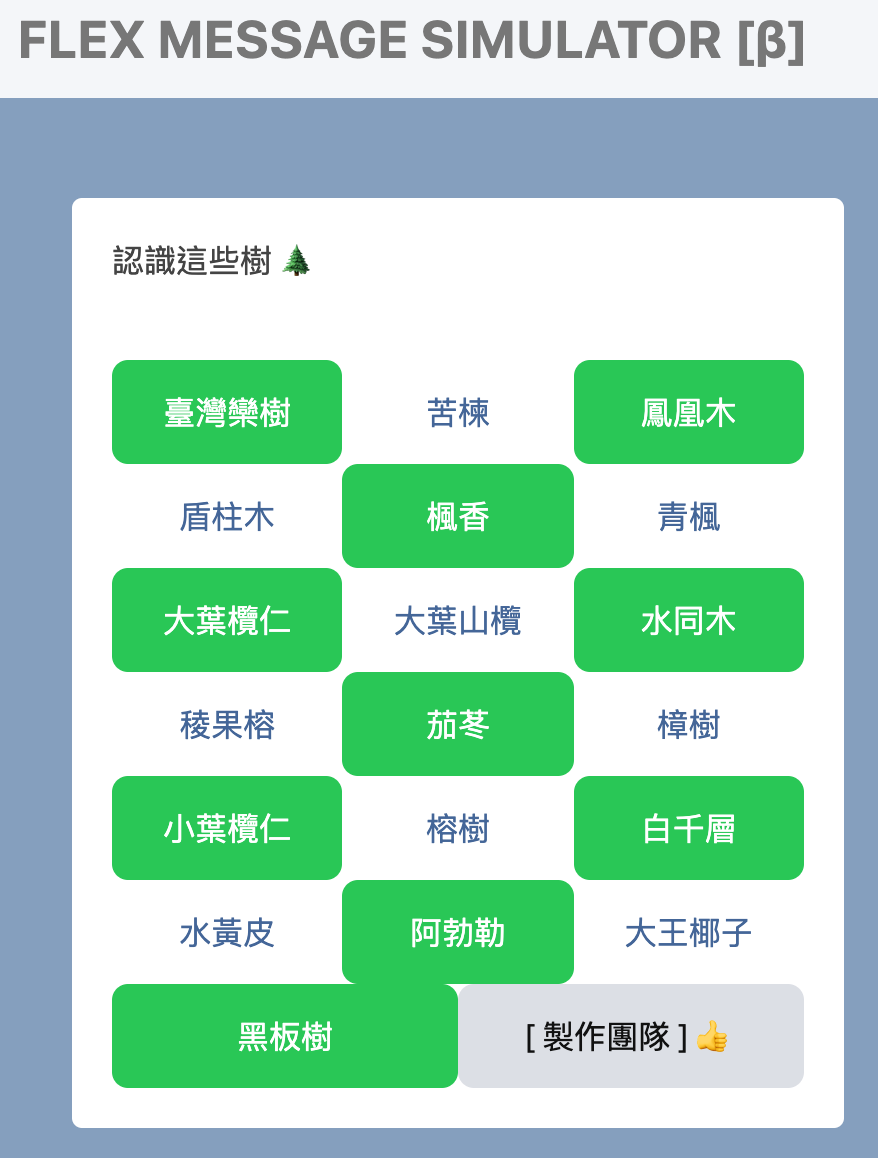 FLEX MESSAGE SIMULATOR [β]
認識這些樹 🌲
臺灣欒樹 苦楝 鳳凰木
盾柱木 楓香 青楓
大葉欖仁 大葉山欖 水同木
稜果榕 茄苳 樟樹
小葉欖仁 榕樹 白千層
水黃皮 阿勃勒 大王椰子
黑板樹 [ 製作團隊 ] 👍